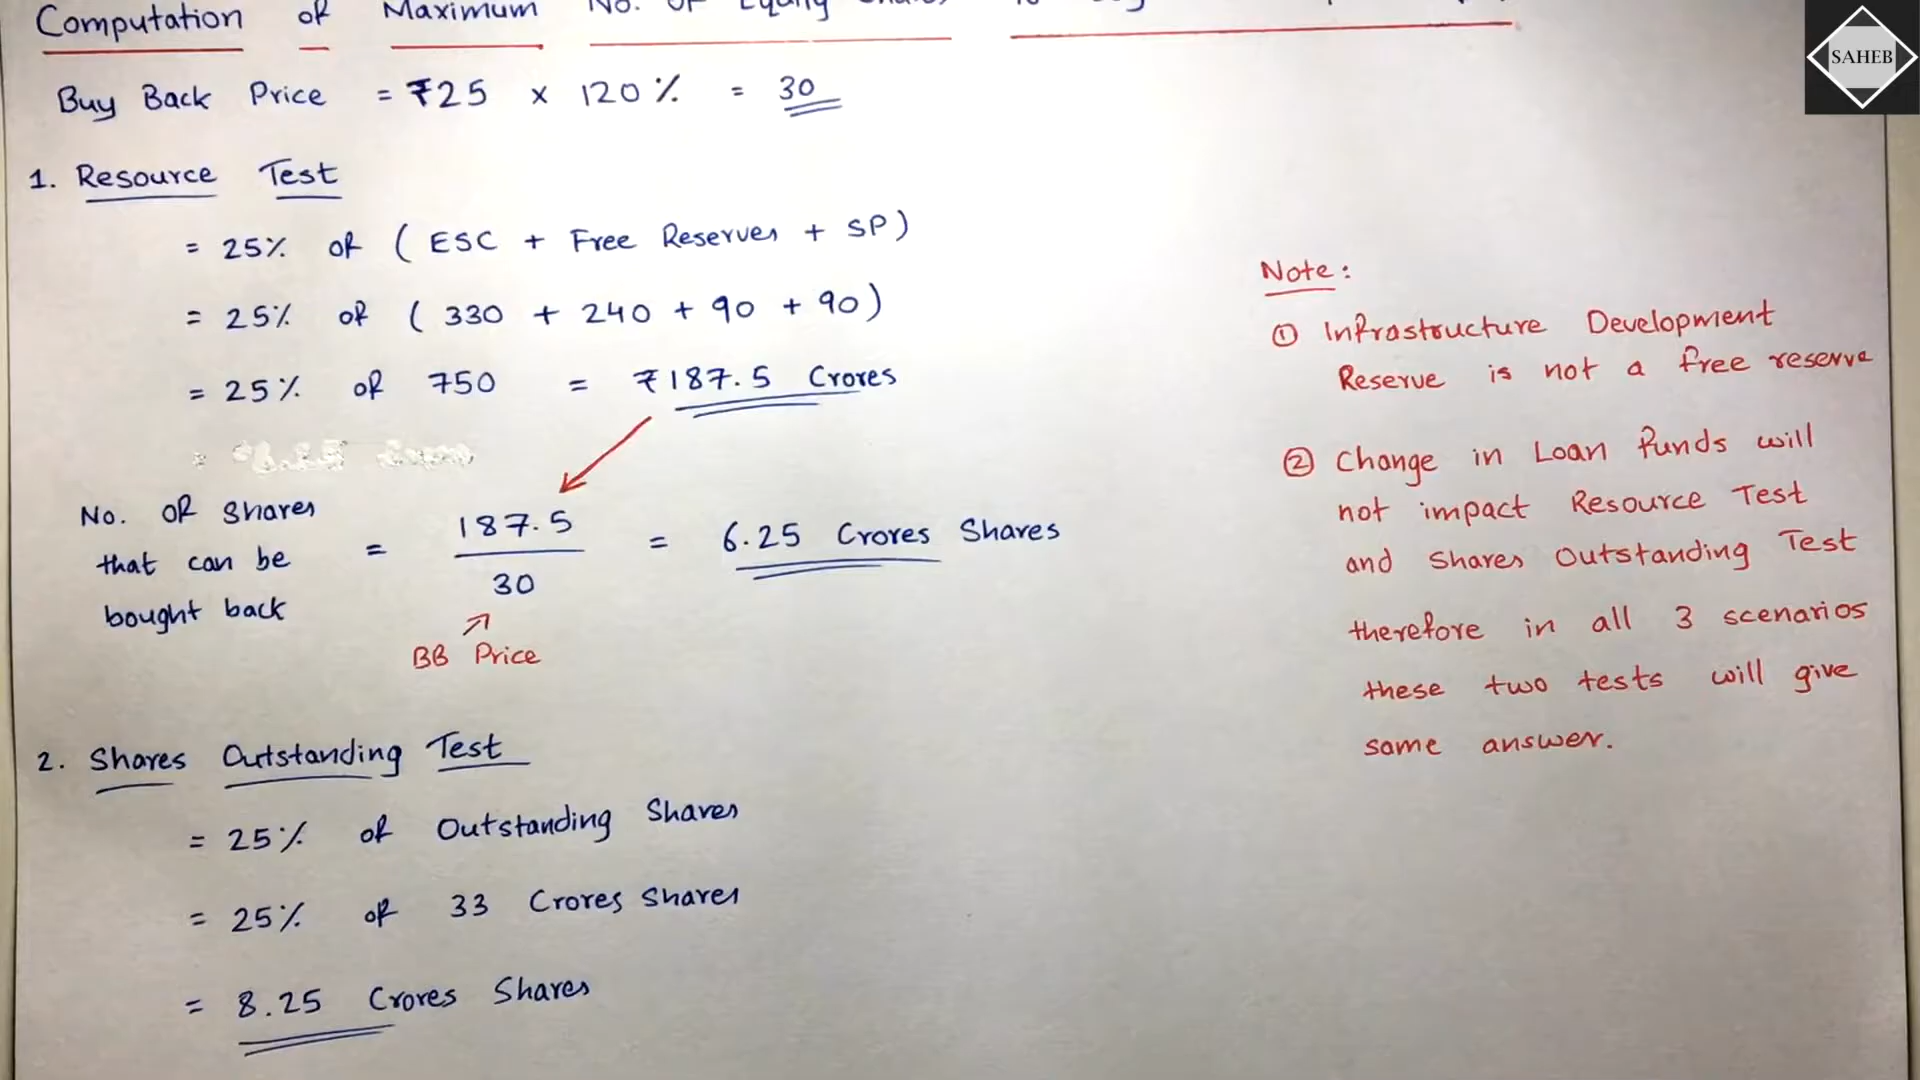 Computation of Maximum No. of Equity
Buy Back Price = ₹25 x 120% = 30
1. Resource Test
= 25% of (ESC + Free Reserves + SP)
= 25% of (330 + 240 + 90 + 90)
= 25% of 750 = ₹187.5 Crores
No. of Shares that can be bought back = 187.5 / 30 = 6.25 Crores Shares
BB Price
2. Shares Outstanding Test
= 25% of Outstanding Shares
= 25% of 33 Crores Shares
= 8.25 Crores Shares
Note:
① Infrastructure Development
Reserve is not a free reserve
② Change in Loan funds will
not impact Resource Test
and Shares Outstanding Test
therefore in all 3 scenarios
these two tests will give
same answer.
SAHEB